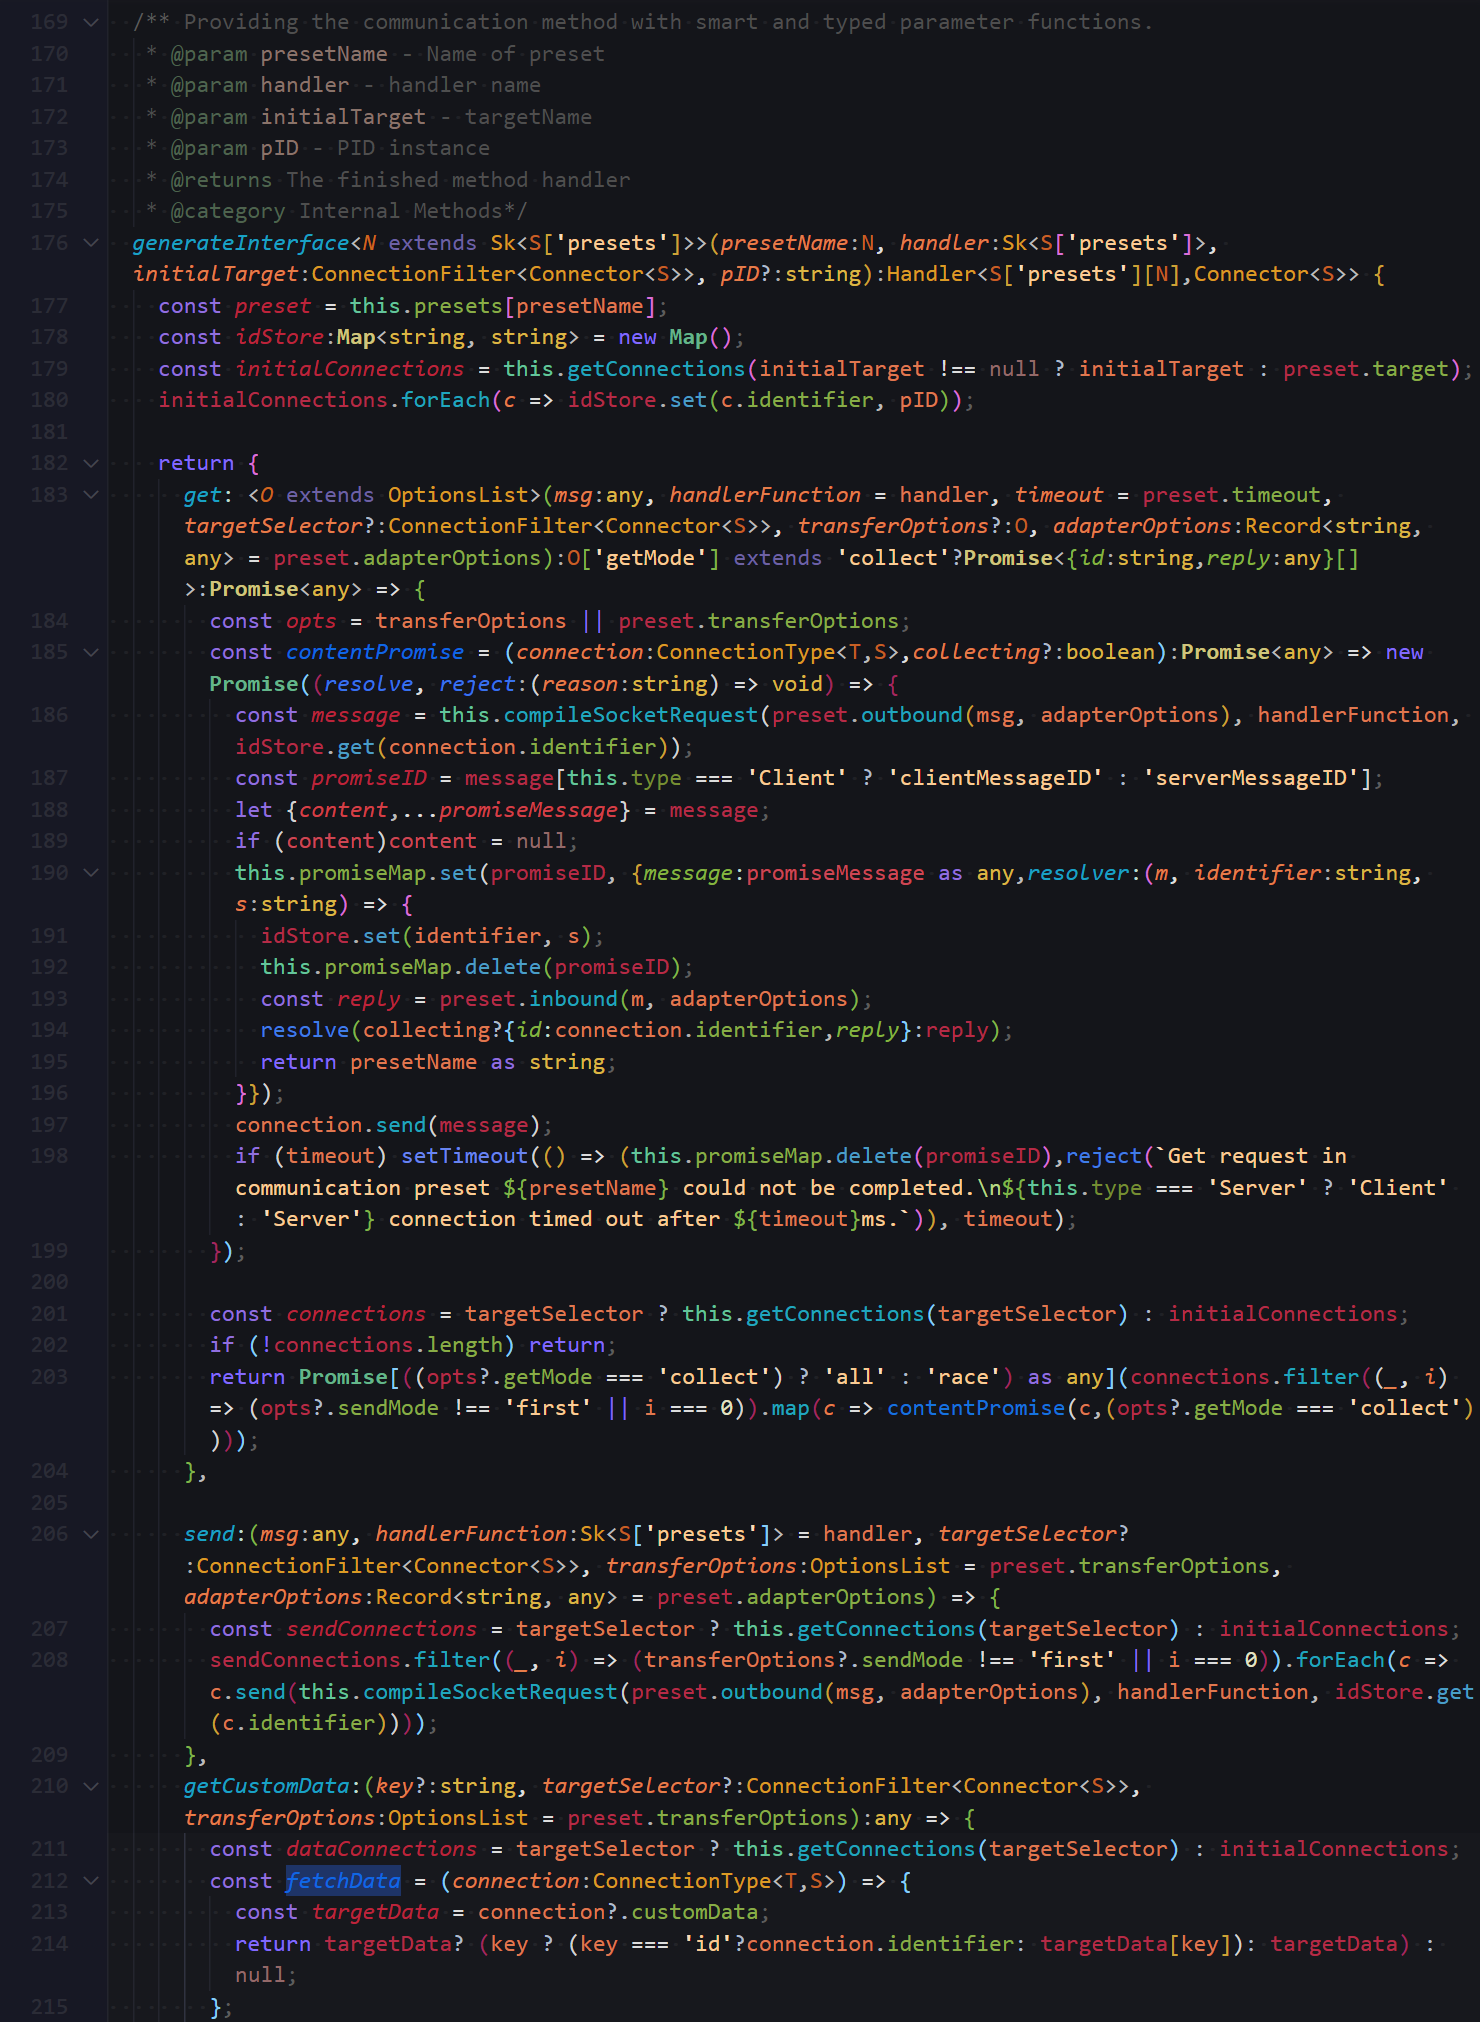 169 /** Providing the communication method with smart and typed parameter functions.
170 * @param presetName - Name of preset
171 * @param handler - handler name
172 * @param initialTarget - targetName
173 * @param pID - PID instance
174 * @returns The finished method handler
175 * @category Internal Methods*/
176 generateInterface<N extends Sk<S['presets']>>(presetName:N, handler:Sk<S['presets']>,
initialTarget:ConnectionFilter<Connector<S>>, pID?:string):Handler<S['presets'][N],Connector<S>> {
177 const preset = this.presets[presetName];
178 const idStore:Map<string, string> = new Map();
179 const initialConnections = this.getConnections(initialTarget !== null ? initialTarget : preset.target);
180 initialConnections.forEach(c => idStore.set(c.identifier, pID));
181
182 return {
183 get: <O extends OptionsList>(msg:any, handlerFunction = handler, timeout = preset.timeout,
targetSelector?:ConnectionFilter<Connector<S>>, transferOptions?:O, adapterOptions:Record<string,
any> = preset.adapterOptions):O['getMode'] extends 'collect'?Promise<{id:string,reply:any}[]
>:Promise<any> => {
184 const opts = transferOptions || preset.transferOptions;
185 const contentPromise = (connection:ConnectionType<T,S>,collecting?:boolean):Promise<any> => new
Promise((resolve, reject:(reason:string) => void) => {
186 const message = this.compileSocketRequest(preset.outbound(msg, adapterOptions), handlerFunction,
idStore.get(connection.identifier));
187 const promiseID = message[this.type === 'Client' ? 'clientMessageID' : 'serverMessageID'];
188 let {content,...promiseMessage} = message;
189 if (content)content = null;
190 this.promiseMap.set(promiseID, {message:promiseMessage as any,resolver:(m, identifier:string,
s:string) => {
191 idStore.set(identifier, s);
192 this.promiseMap.delete(promiseID);
193 const reply = preset.inbound(m, adapterOptions);
194 resolve(collecting?{id:connection.identifier,reply}:reply);
195 return presetName as string;
196 }});
197 connection.send(message);
198 if (timeout) setTimeout(() => (this.promiseMap.delete(promiseID),reject(`Get request in
communication preset ${presetName} could not be completed.\n${this.type === 'Server' ? 'Client'
: 'Server'} connection timed out after ${timeout}ms.`)), timeout);
199 });
200
201 const connections = targetSelector ? this.getConnections(targetSelector) : initialConnections;
202 if (!connections.length) return;
203 return Promise[((opts?.getMode === 'collect') ? 'all' : 'race') as any](connections.filter((_, i)
=> (opts?.sendMode !== 'first' || i === 0)).map(c => contentPromise(c,(opts?.getMode === 'collect')
)));
204 },
205
206 send:(msg:any, handlerFunction:Sk<S['presets']> = handler, targetSelector?
:ConnectionFilter<Connector<S>>, transferOptions:OptionsList = preset.transferOptions,
adapterOptions:Record<string, any> = preset.adapterOptions) => {
207 const sendConnections = targetSelector ? this.getConnections(targetSelector) : initialConnections;
208 sendConnections.filter((_, i) => (transferOptions?.sendMode !== 'first' || i === 0)).forEach(c =>
c.send(this.compileSocketRequest(preset.outbound(msg, adapterOptions), handlerFunction, idStore.get
(c.identifier))));
209 },
210 getCustomData:(key?:string, targetSelector?:ConnectionFilter<Connector<S>>,
transferOptions:OptionsList = preset.transferOptions):any => {
211 const dataConnections = targetSelector ? this.getConnections(targetSelector) : initialConnections;
212 const fetchData = (connection:ConnectionType<T,S>) => {
213 const targetData = connection?.customData;
214 return targetData? (key ? (key === 'id'?connection.identifier: targetData[key]): targetData) :
null;
215 };